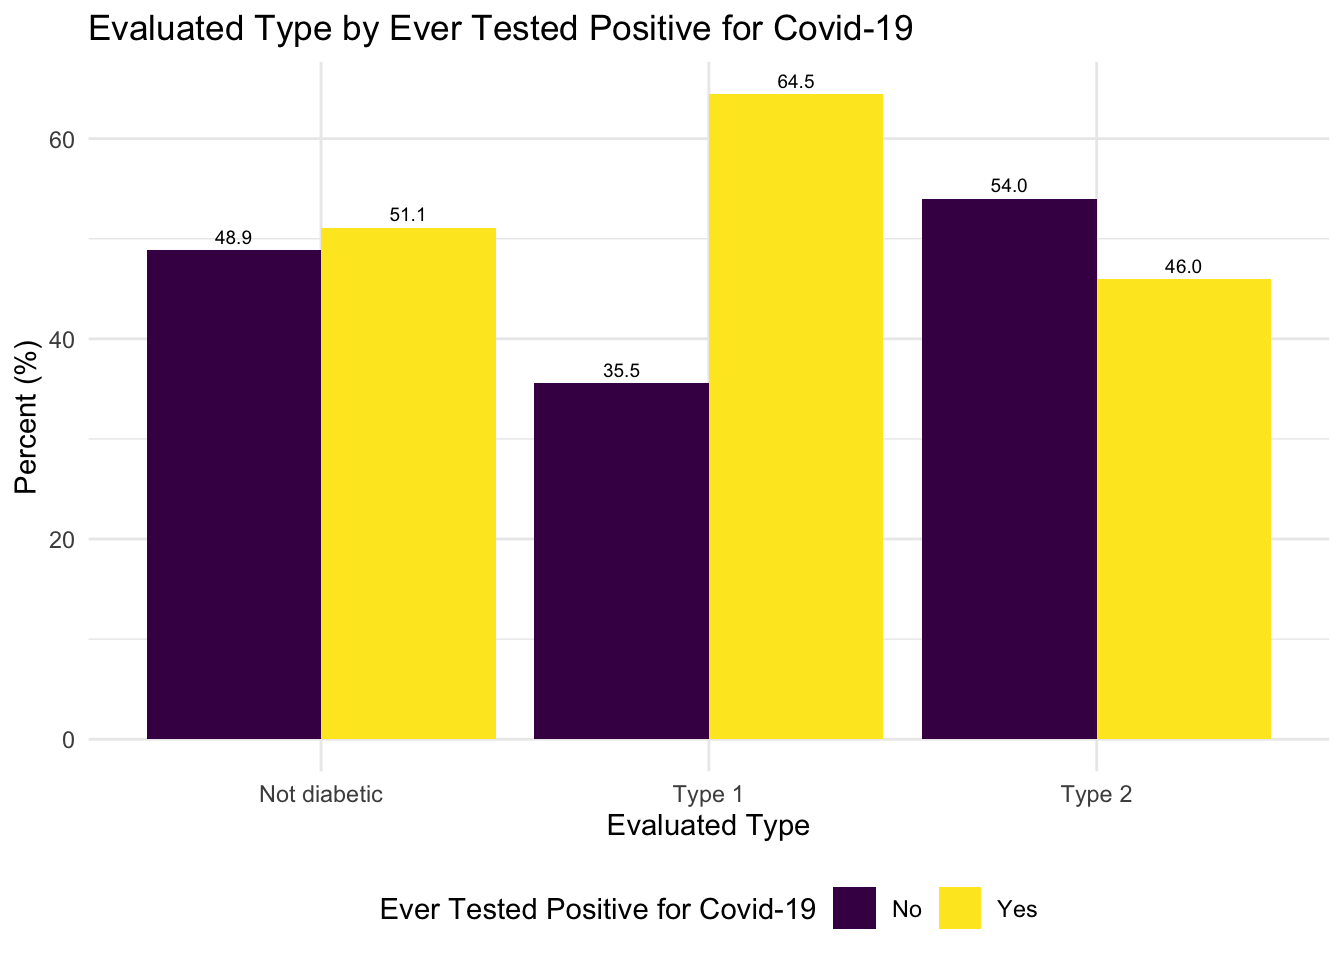 Evaluated Type by Ever Tested Positive for Covid-19
64.5
60
54.0
51.1
48.9
46.0
40
35.5
Percent (%)
20
0
Not diabetic Type 1 Type 2
Evaluated Type
Ever Tested Positive for Covid-19 No Yes